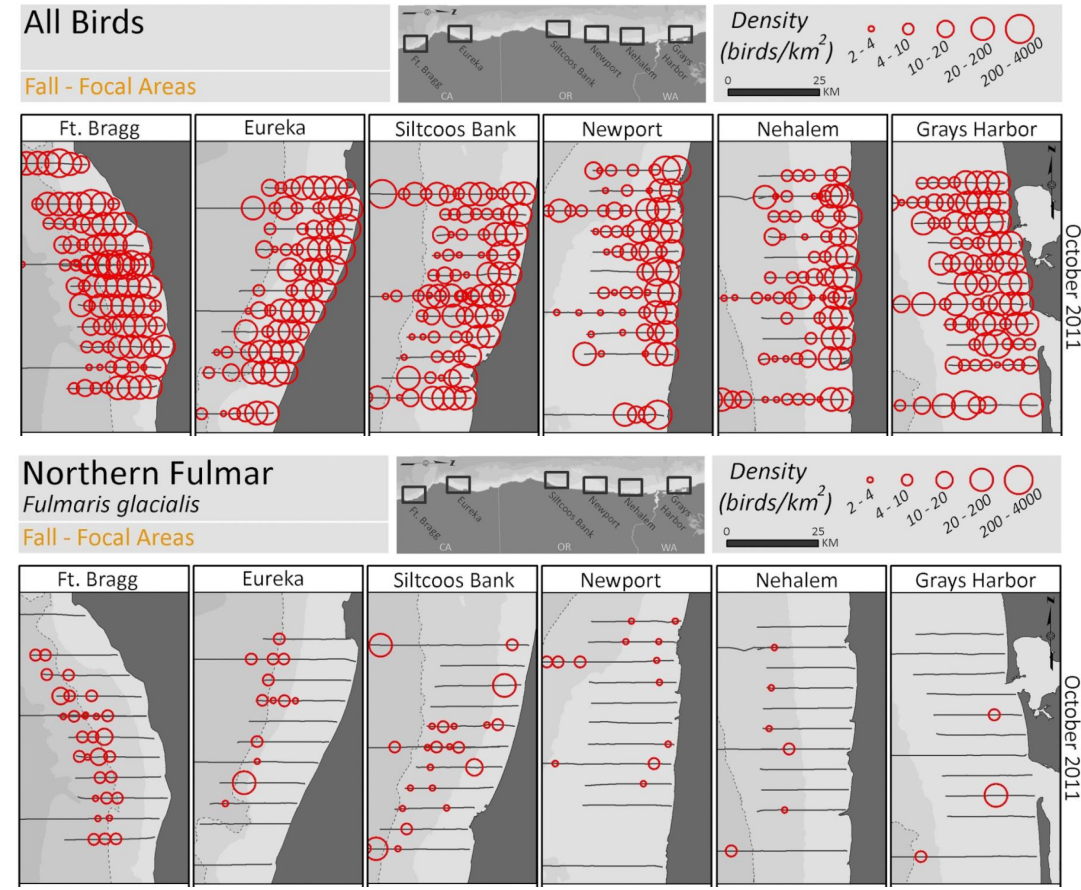 All Birds
Fall - Focal Areas
Ft. Bragg
Eureka
Siltcoos Bank
Newport
Nehalem
Grays Harbor
CA
OR
WA
Density
(birds/km²)
2 - 4
4 - 10
10 - 20
20 - 200
200 - 4000
0
25
KM
Ft. Bragg
Eureka
Siltcoos Bank
Newport
Nehalem
Grays Harbor
October 2011
Northern Fulmar
Fulmaris glacialis
Fall - Focal Areas
Ft. Bragg
Eureka
Siltcoos Bank
Newport
Nehalem
Grays Harbor
CA
OR
WA
Density
(birds/km²)
2 - 4
4 - 10
10 - 20
20 - 200
200 - 4000
0
25
KM
Ft. Bragg
Eureka
Siltcoos Bank
Newport
Nehalem
Grays Harbor
October 2011